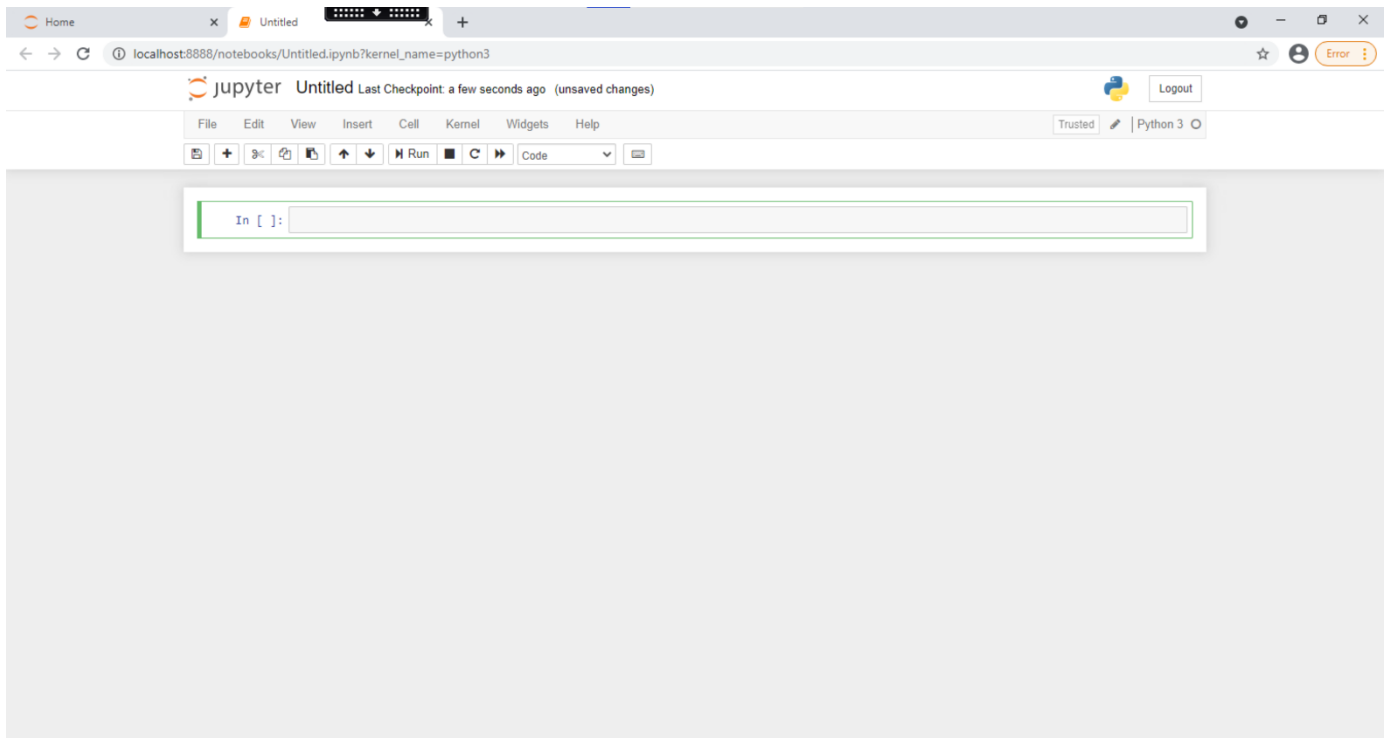 Home
Untitled
localhost:8888/notebooks/Untitled.ipynb?kernel_name=python3
Error
jupyter Untitled Last Checkpoint: a few seconds ago (unsaved changes)
Logout
File Edit View Insert Cell Kernel Widgets Help
Trusted Python 3
Run Code
In [ ]: